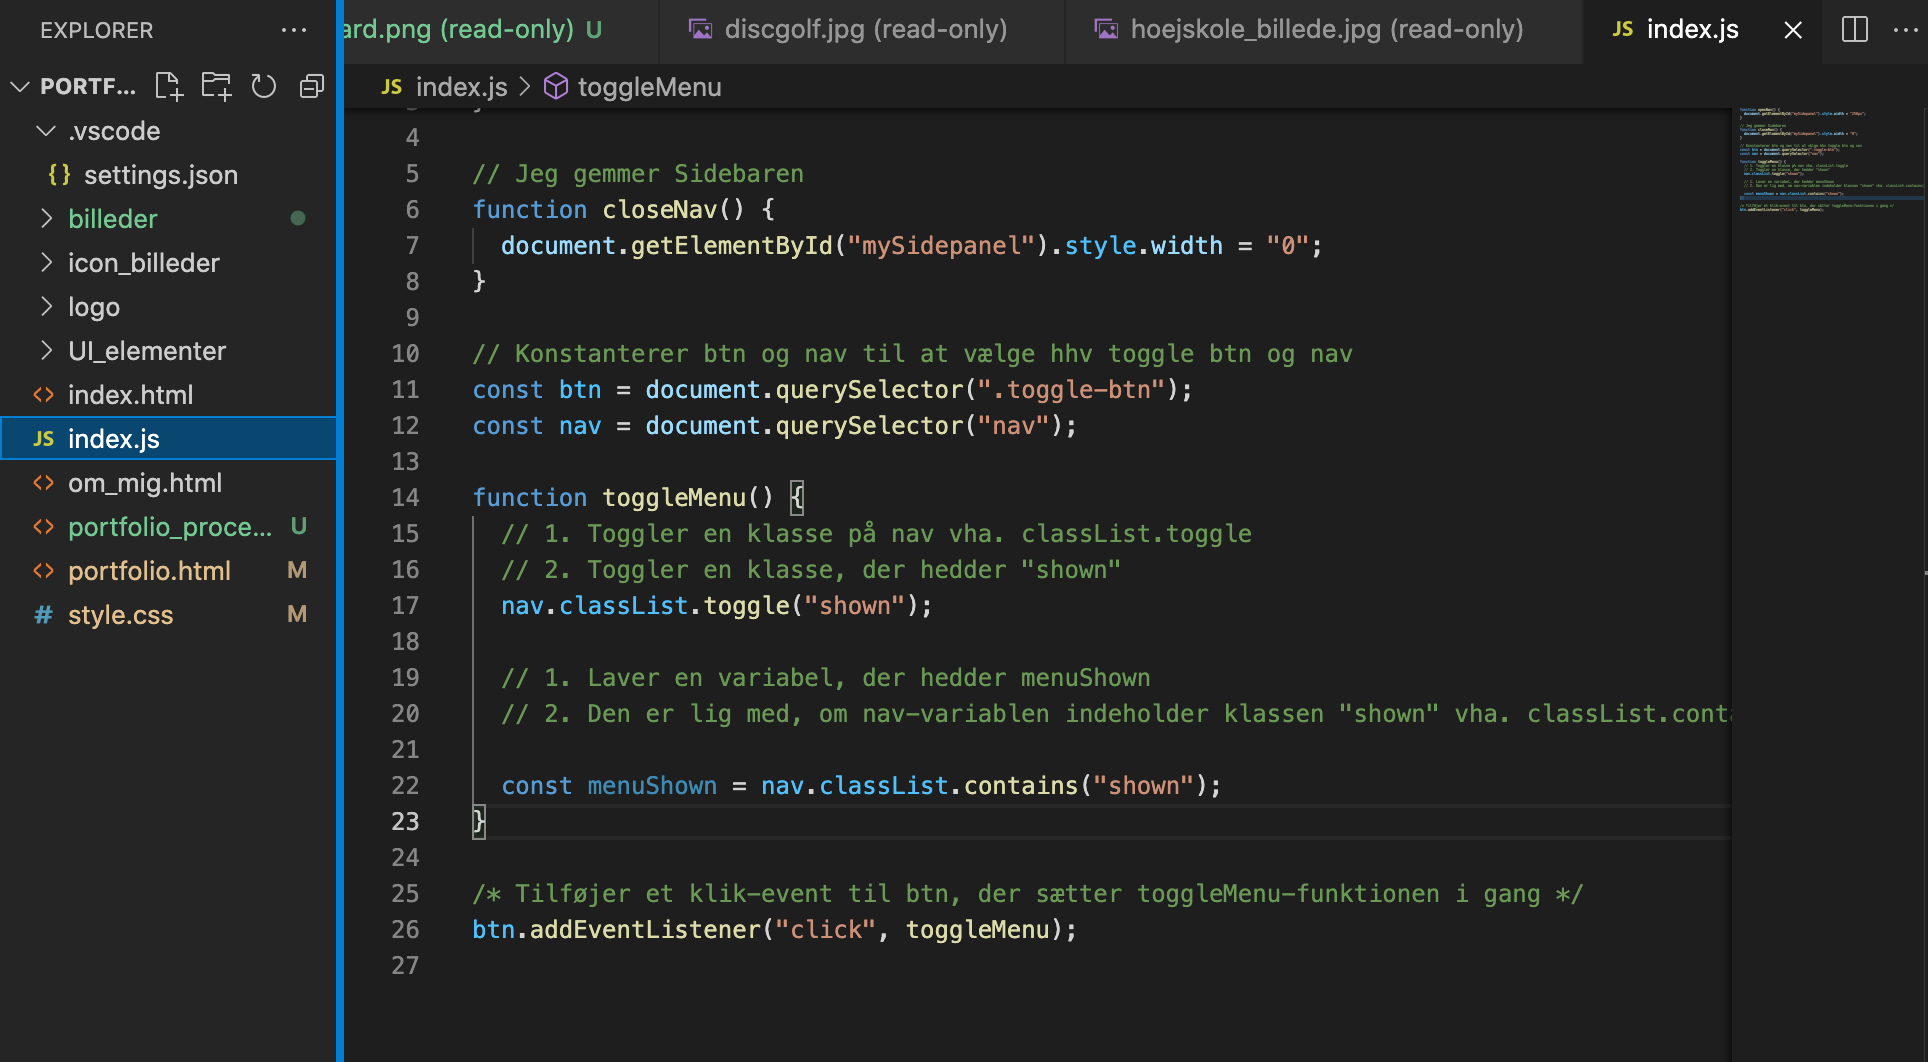 EXPLORER
ard.png (read-only) U
discgolf.jpg (read-only)
hoejskole_billede.jpg (read-only)
JS index.js
PORTF...
JS index.js > toggleMenu
.vscode
{} settings.json
billeder
icon_billeder
logo
UI_elementer
<> index.html
JS index.js
<> om_mig.html
<> portfolio_proce... U
<> portfolio.html M
# style.css M
4
5 // Jeg gemmer Sidebaren
6 function closeNav() {
7 document.getElementById("mySidepanel").style.width = "0";
8 }
9
10 // Konstanterer btn og nav til at vælge hhv toggle btn og nav
11 const btn = document.querySelector(".toggle-btn");
12 const nav = document.querySelector("nav");
13
14 function toggleMenu() {
15 // 1. Toggler en klasse på nav vha. classList.toggle
16 // 2. Toggler en klasse, der hedder "shown"
17 nav.classList.toggle("shown");
18
19 // 1. Laver en variabel, der hedder menuShown
20 // 2. Den er lig med, om nav-variablen indeholder klassen "shown" vha. classList.conta
21
22 const menuShown = nav.classList.contains("shown");
23 }
24
25 /* Tilføjer et klik-event til btn, der sætter toggleMenu-funktionen i gang */
26 btn.addEventListener("click", toggleMenu);
27